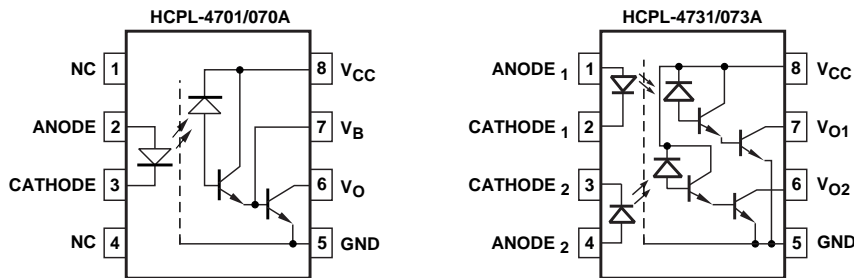 HCPL-4701/070A
NC 1
ANODE 2
CATHODE 3
NC 4
8 VCC
7 VB
6 VO
5 GND
HCPL-4731/073A
ANODE 1 1
CATHODE 1 2
CATHODE 2 3
ANODE 2 4
8 VCC
7 VO1
6 VO2
5 GND